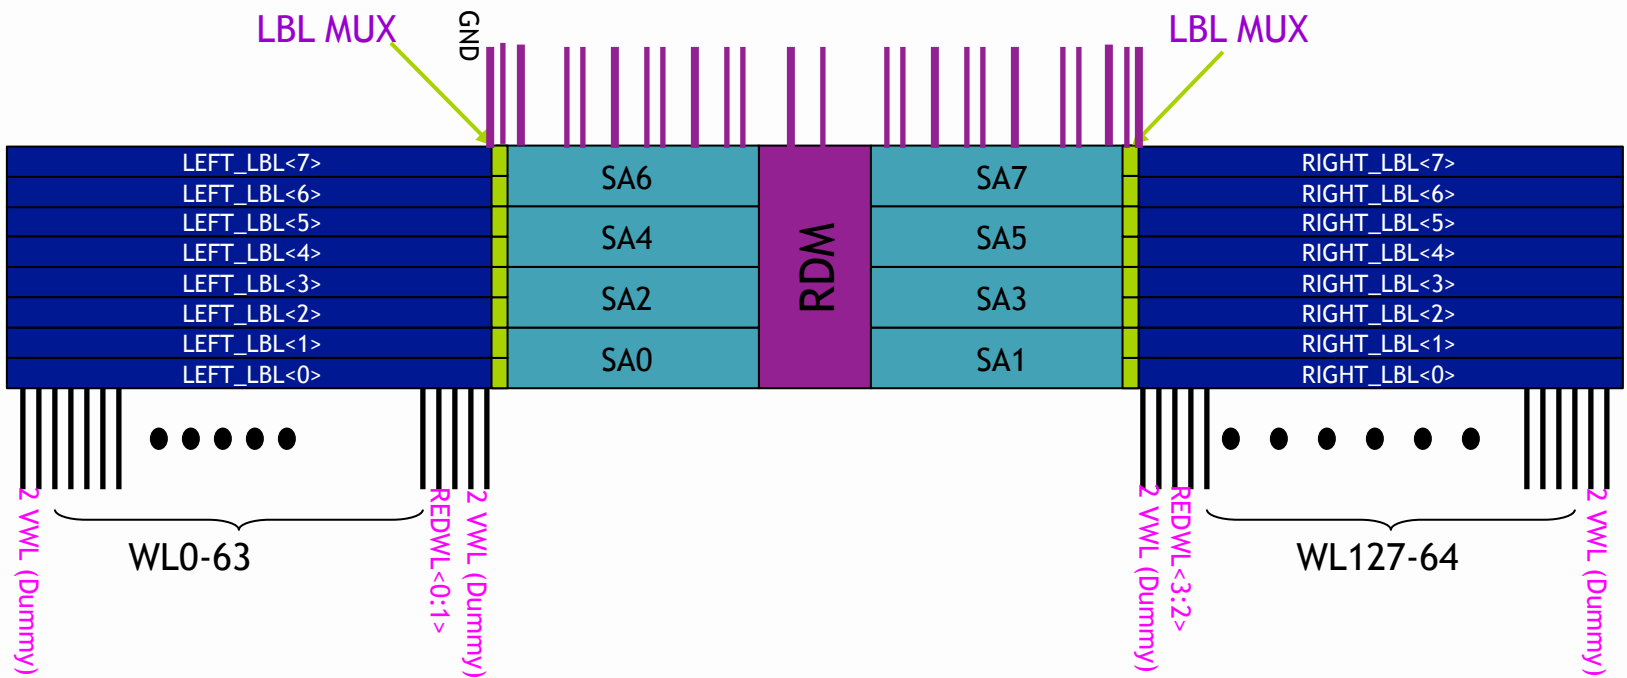 LBL MUX
GND
LBL MUX
LEFT_LBL<7>
LEFT_LBL<6>
LEFT_LBL<5>
LEFT_LBL<4>
LEFT_LBL<3>
LEFT_LBL<2>
LEFT_LBL<1>
LEFT_LBL<0>
SA6
SA4
SA2
SA0
RDM
SA7
SA5
SA3
SA1
RIGHT_LBL<7>
RIGHT_LBL<6>
RIGHT_LBL<5>
RIGHT_LBL<4>
RIGHT_LBL<3>
RIGHT_LBL<2>
RIGHT_LBL<1>
RIGHT_LBL<0>
2 VWL (Dummy)
WL0-63
REDWL<0:1>
2 VWL (Dummy)
2 VWL (Dummy)
REDWL<3:2>
WL127-64
2 VWL (Dummy)